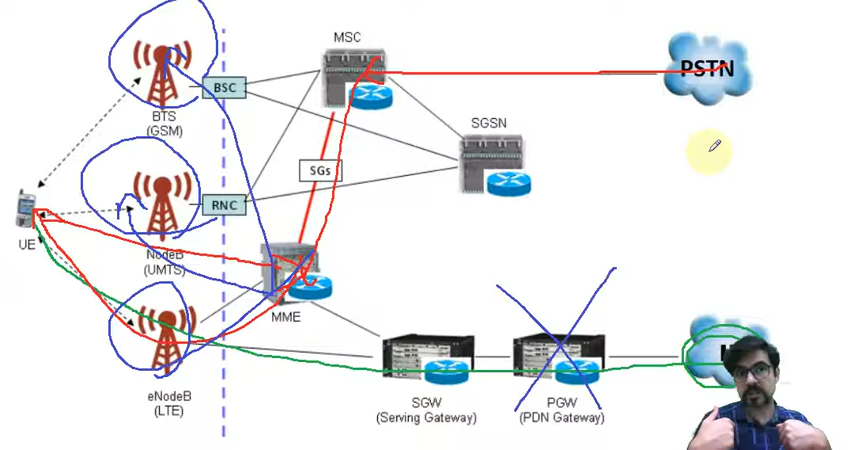 MSC
PSTN
BSC
BTS
(GSM)
SGSN
SGs
RNC
UE
NodeB
(UMTS)
MME
eNodeB
(LTE)
SGW
(Serving Gateway)
PGW
(PDN Gateway)